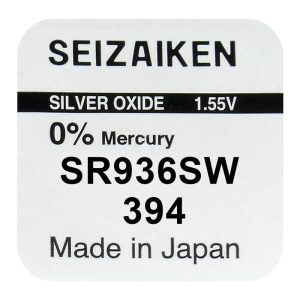 SEIZAIKEN
SILVER OXIDE 1.55V
0% Mercury
SR936SW
394
Made in Japan